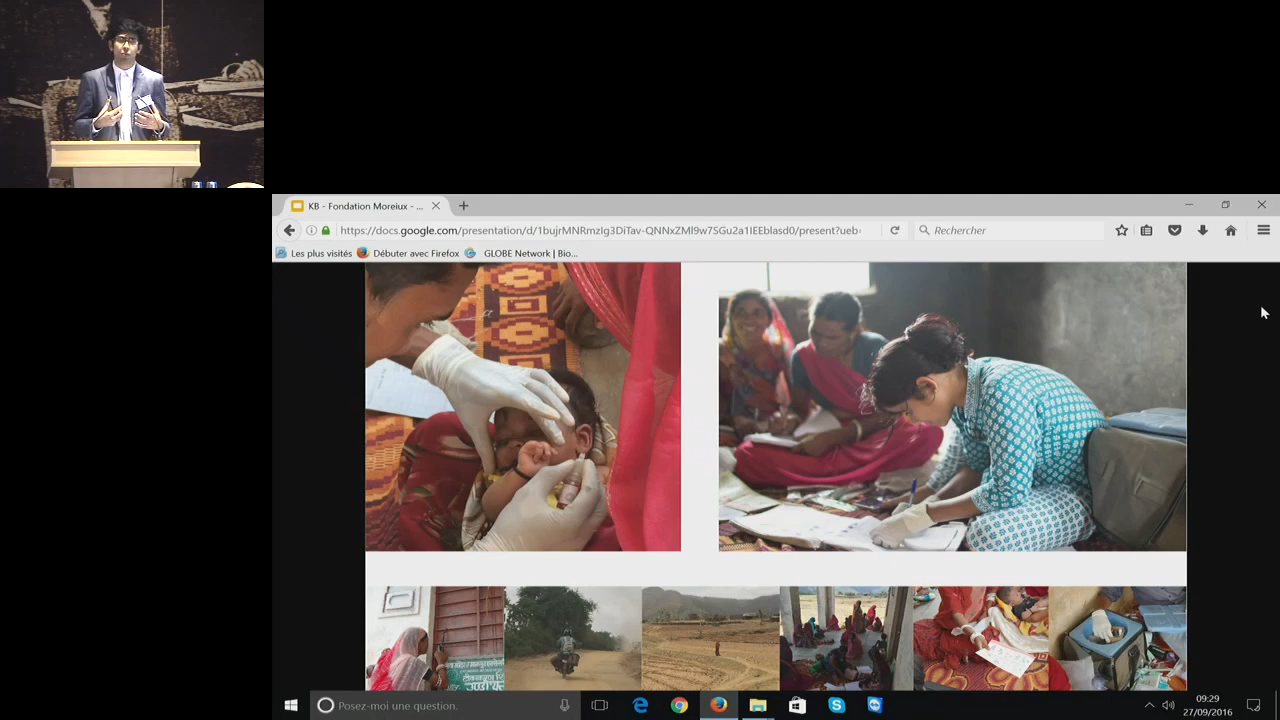 KB - Fondation Moreiux - ...
https://docs.google.com/presentation/d/1bujrMNRmzIg3DiTav-QNNxZMl9w7SGu2a1IEEblasd0/present?ueb=
Rechercher
Les plus visités
Débuter avec Firefox
GLOBE Network | Bio...
Posez-moi une question.
09:29
27/09/2016